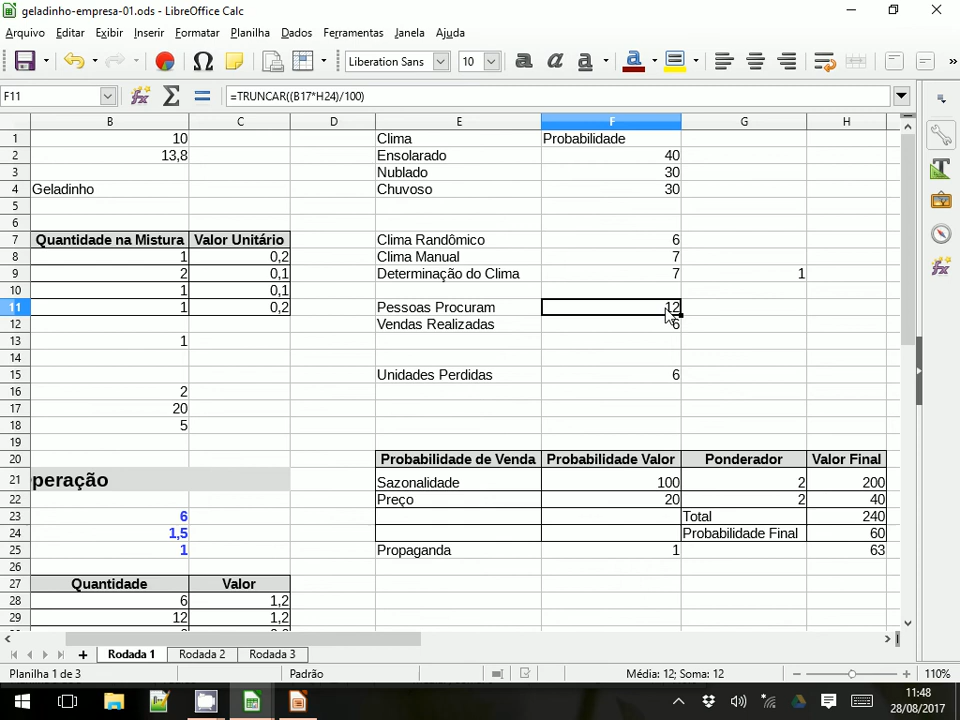 geladinho-empresa-01.ods - LibreOffice Calc
Arquivo Editar Exibir Inserir Formatar Planilha Dados Ferramentas Janela Ajuda
Liberation Sans 10
F11 =TRUNCAR((B17*H24)/100)
B C D E F G H
1 10 Clima Probabilidade
2 13,8 Ensolarado 40
3 Nublado 30
4 Geladinho Chuvoso 30
5
6
7 Quantidade na Mistura Valor Unitário Clima Randômico 6
8 1 0,2 Clima Manual 7
9 2 0,1 Determinação do Clima 7 1
10 1 0,1
11 1 0,2 Pessoas Procuram 12
12 Vendas Realizadas 6
13 1
14
15 Unidades Perdidas 6
16 2
17 20
18 5
19
20 Probabilidade de Venda Probabilidade Valor Ponderador Valor Final
21 peração Sazonalidade 100 2 200
22 Preço 20 2 40
23 6 Total 240
24 1,5 Probabilidade Final 60
25 1 Propaganda 1 63
26
27 Quantidade Valor
28 6 1,2
29 12 1,2
Rodada 1 Rodada 2 Rodada 3
Planilha 1 de 3 Padrão Média: 12; Soma: 12 110%
11:48
28/08/2017